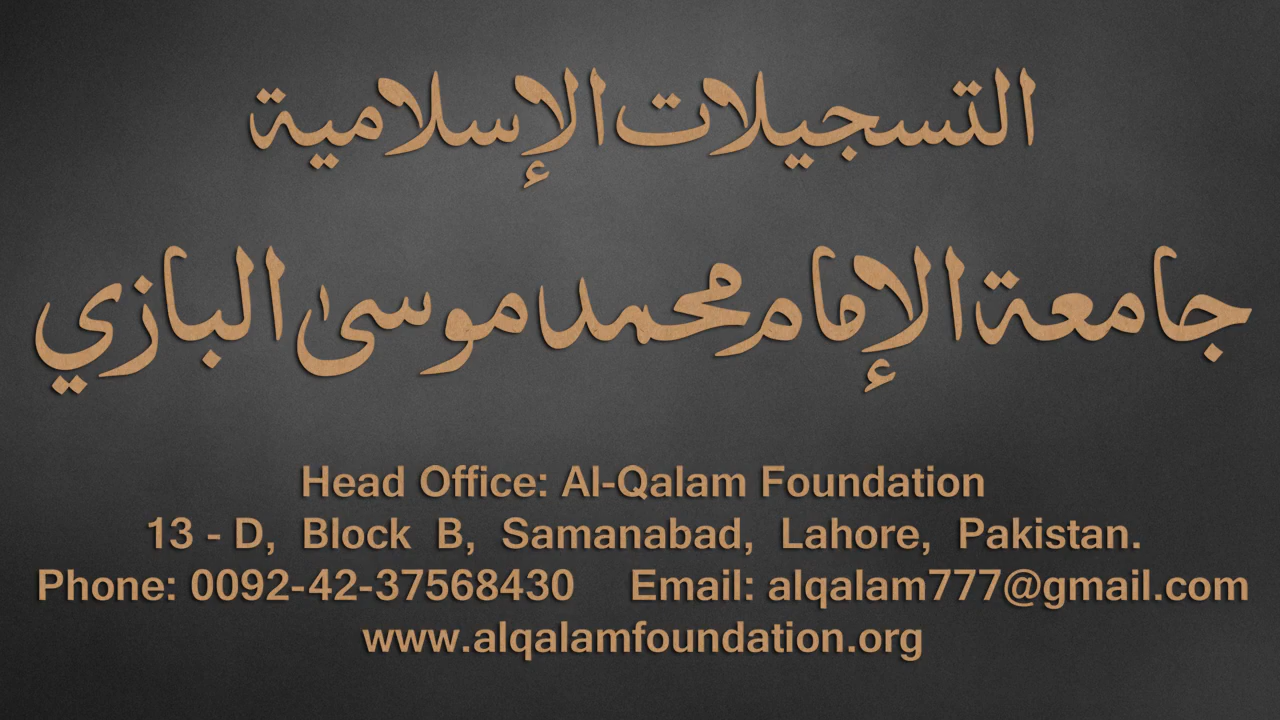 التسجيلات الإسلامية
جامعة الإمام محمد موسىٰ البازي
Head Office: Al-Qalam Foundation
13 - D, Block B, Samanabad, Lahore, Pakistan.
Phone: 0092-42-37568430 Email: alqalam777@gmail.com
www.alqalamfoundation.org